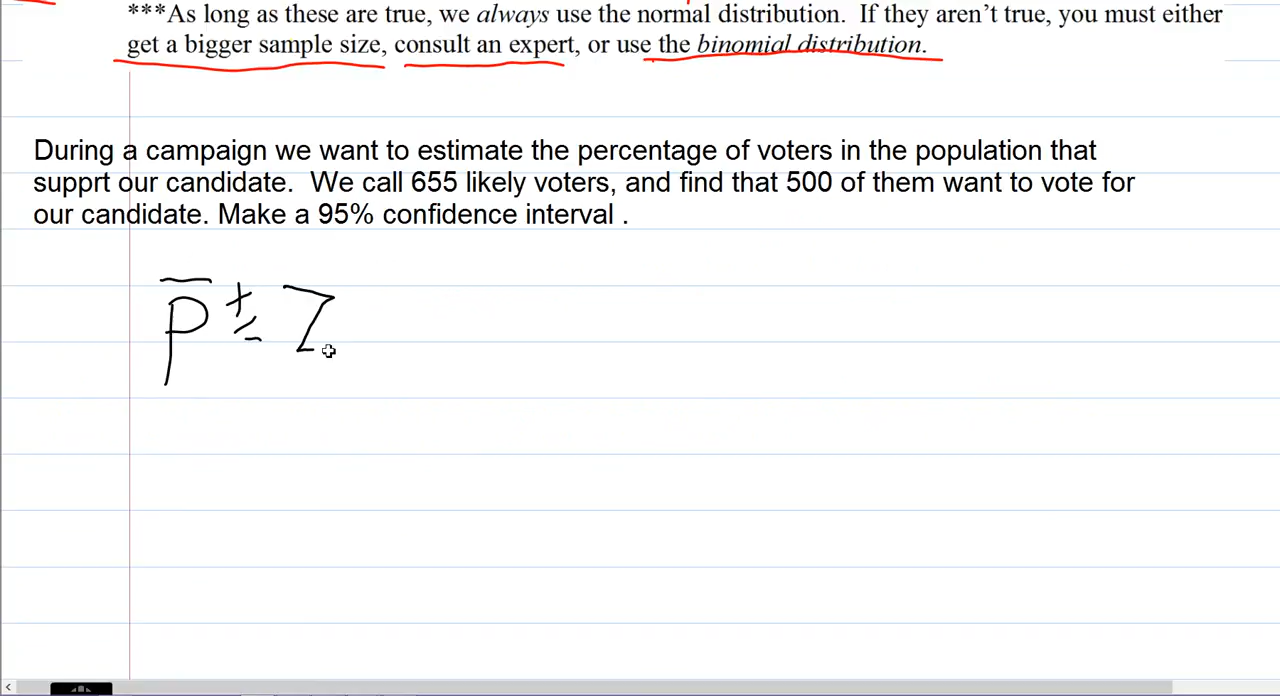 ***As long as these are true, we always use the normal distribution.  If they aren't true, you must either
get a bigger sample size, consult an expert, or use the binomial distribution.
During a campaign we want to estimate the percentage of voters in the population that
supprt our candidate.  We call 655 likely voters, and find that 500 of them want to vote for
our candidate. Make a 95% confidence interval .
p̅ ± Z